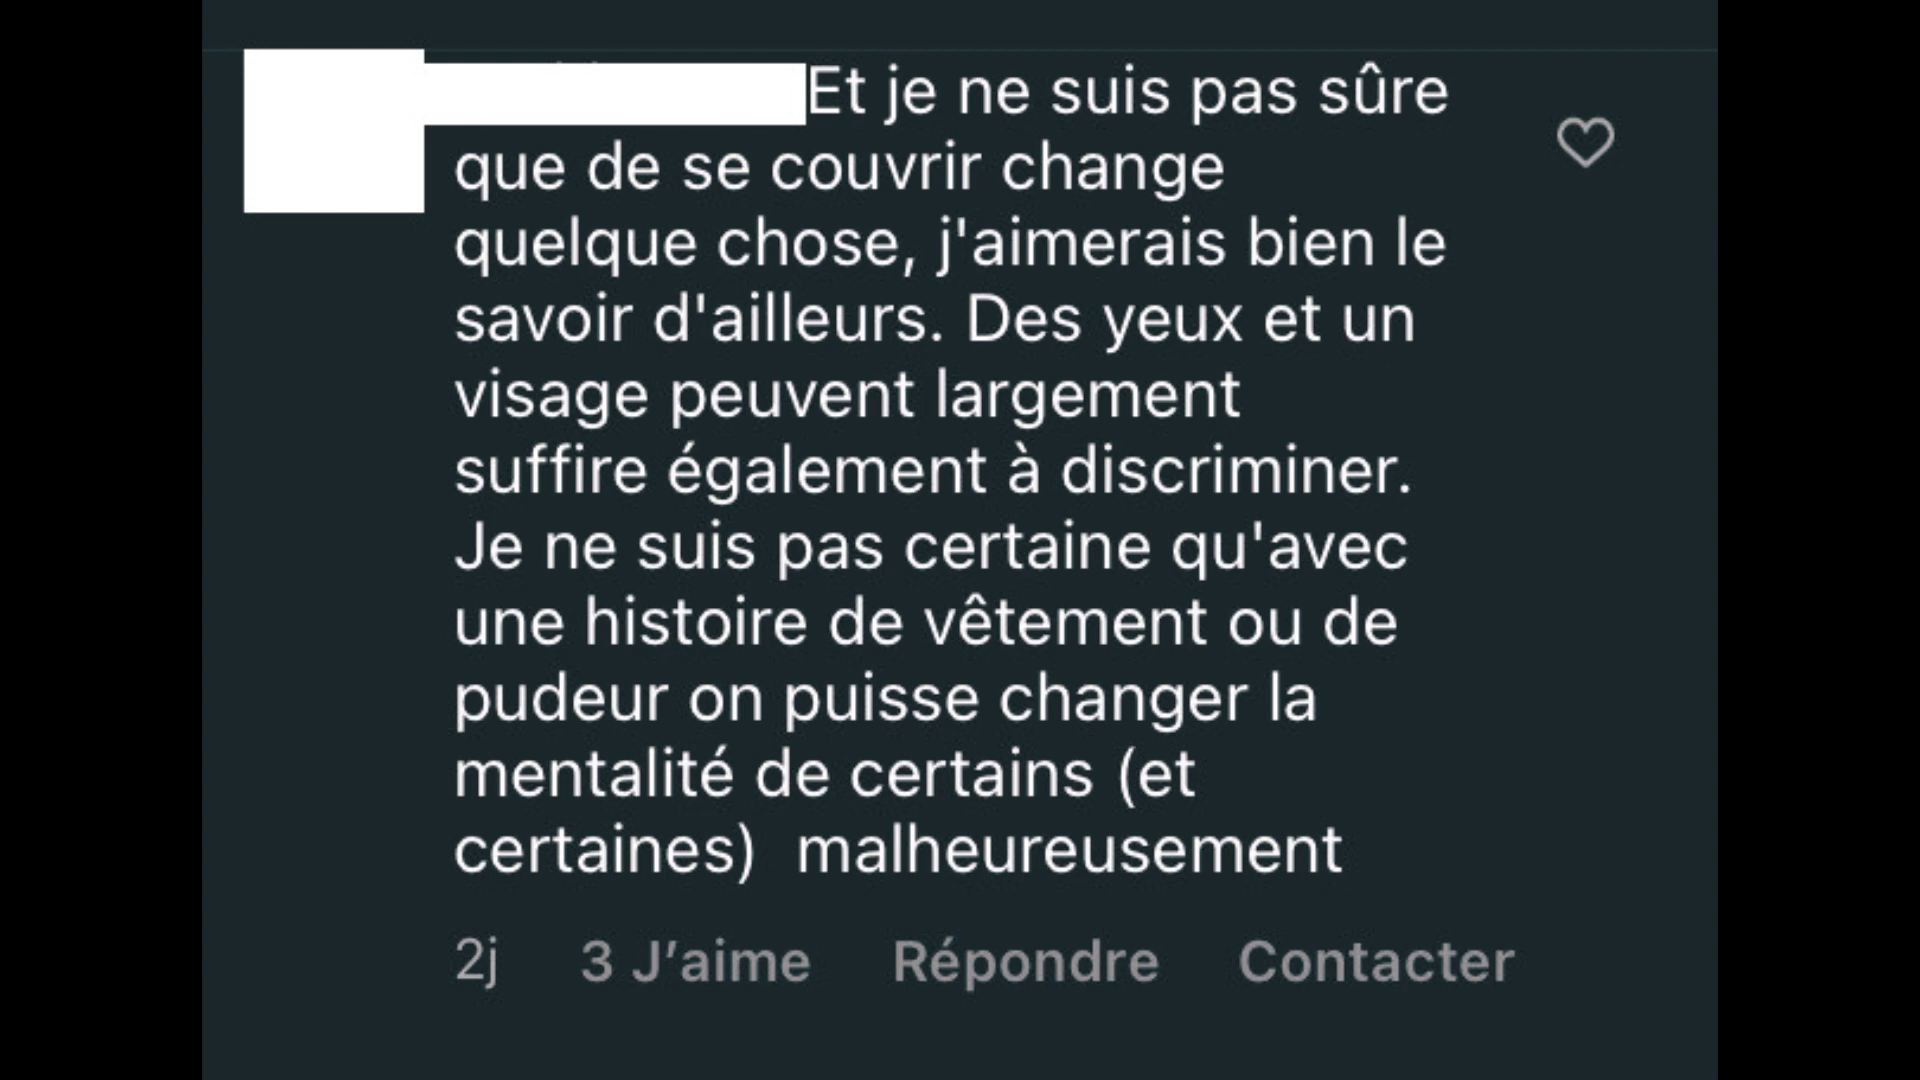 Et je ne suis pas sûre
que de se couvrir change
quelque chose, j'aimerais bien le
savoir d'ailleurs. Des yeux et un
visage peuvent largement
suffire également à discriminer.
Je ne suis pas certaine qu'avec
une histoire de vêtement ou de
pudeur on puisse changer la
mentalité de certains (et
certaines)  malheureusement
2j 3 J’aime Répondre Contacter